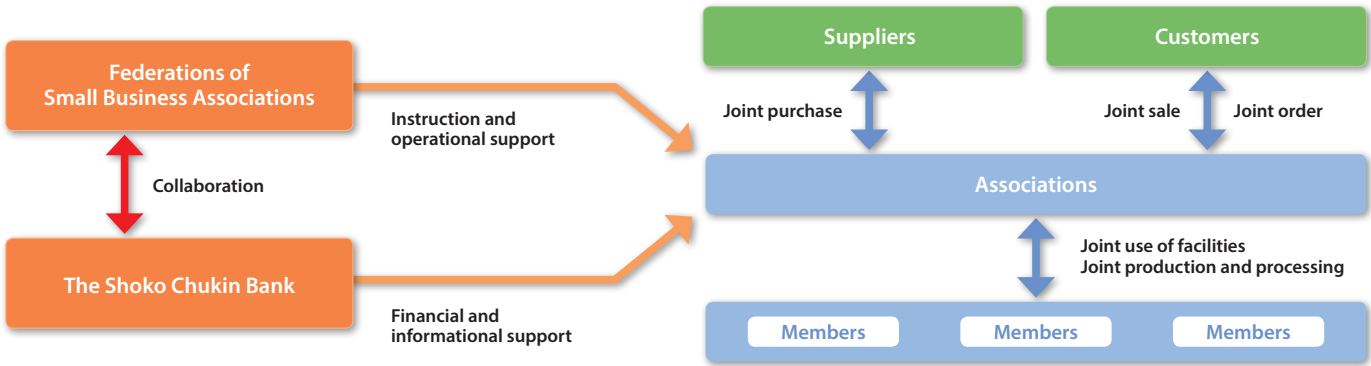 Federations of
Small Business Associations
Instruction and
operational support
Collaboration
The Shoko Chukin Bank
Financial and
informational support
Suppliers
Customers
Joint purchase
Joint sale
Joint order
Associations
Joint use of facilities
Joint production and processing
Members
Members
Members